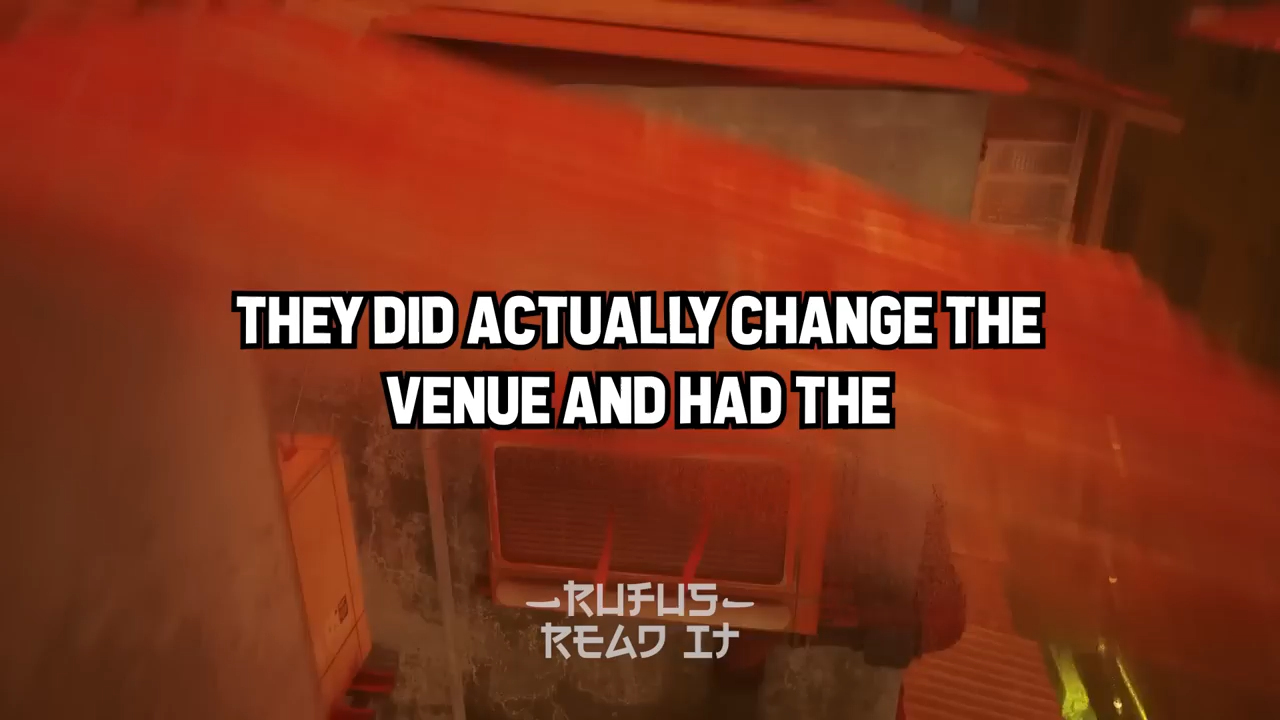 THEY DID ACTUALLY CHANGE THE
VENUE AND HAD THE
-RUFUS-
READ IT